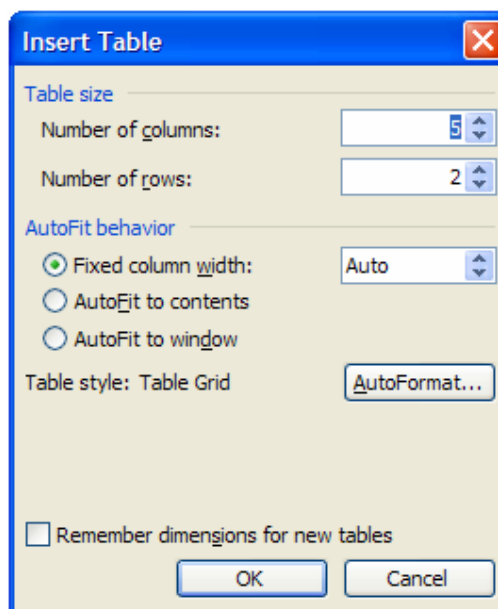 Insert Table
Table size
Number of columns: 5
Number of rows: 2
AutoFit behavior
Fixed column width: Auto
AutoFit to contents
AutoFit to window
Table style: Table Grid AutoFormat...
Remember dimensions for new tables
OK Cancel